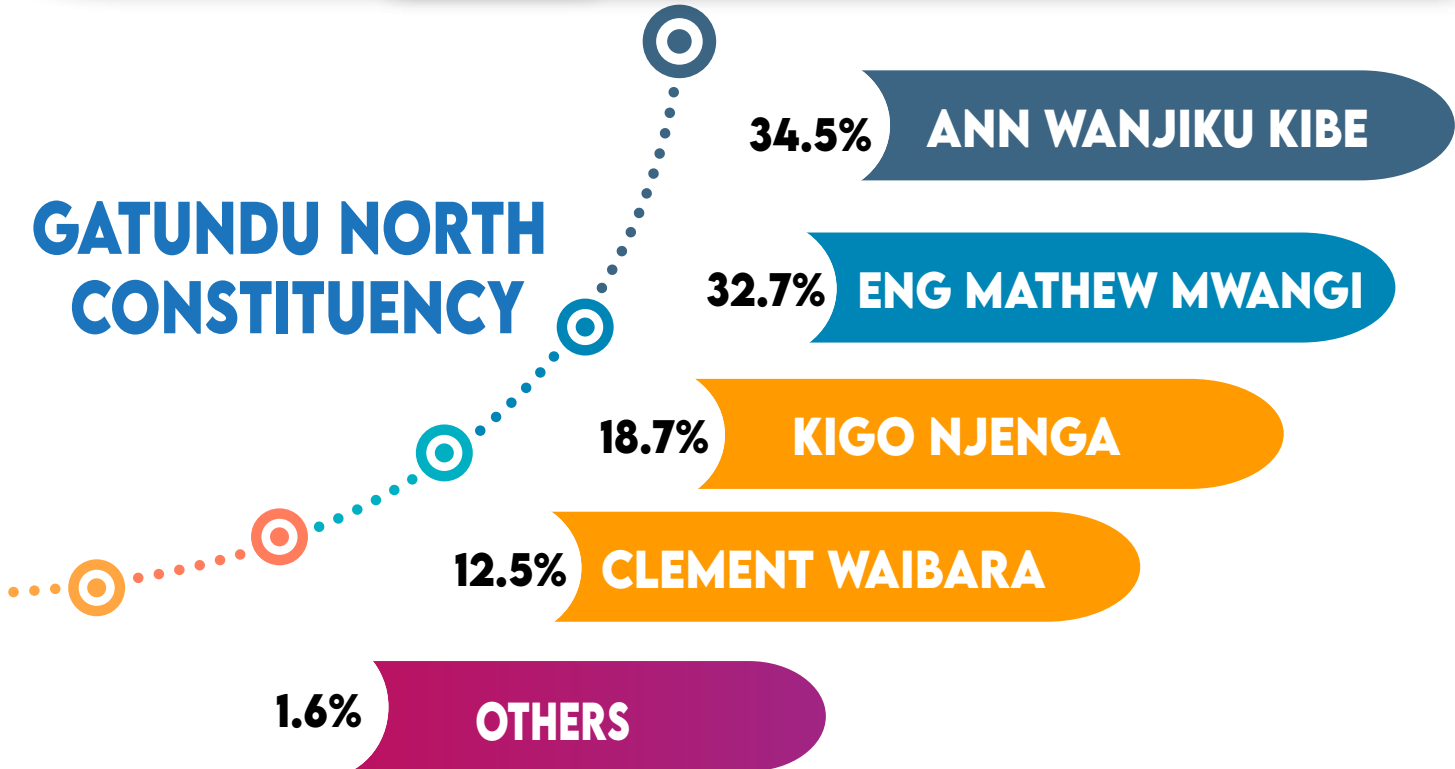 GATUNDU NORTH
CONSTITUENCY
34.5% ANN WANJIKU KIBE
32.7% ENG MATHEW MWANGI
18.7% KIGO NJENGA
12.5% CLEMENT WAIBARA
1.6% OTHERS